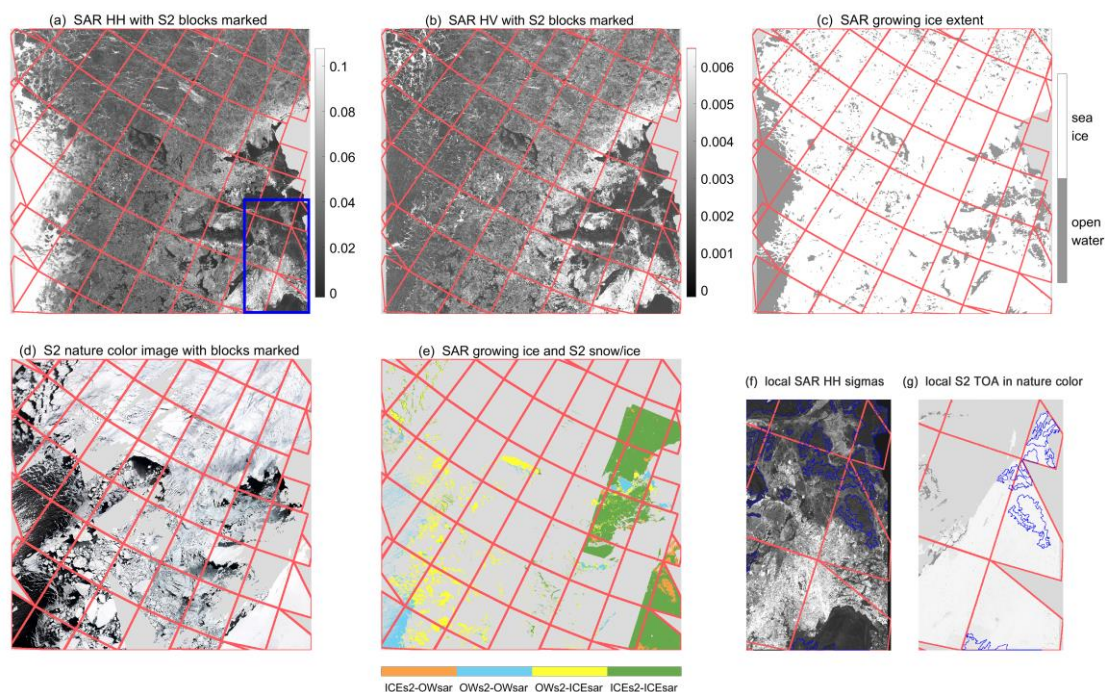 (a) SAR HH with S2 blocks marked
(b) SAR HV with S2 blocks marked
(c) SAR growing ice extent
0.1
0.08
0.06
0.04
0.02
0
0.006
0.005
0.004
0.003
0.002
0.001
0
sea
ice
open
water
(d) S2 nature color image with blocks marked
(e) SAR growing ice and S2 snow/ice
(f) local SAR HH sigmas
(g) local S2 TOA in nature color
ICEs2-OWsar
OWs2-OWsar
OWs2-ICEsar
ICEs2-ICEsar